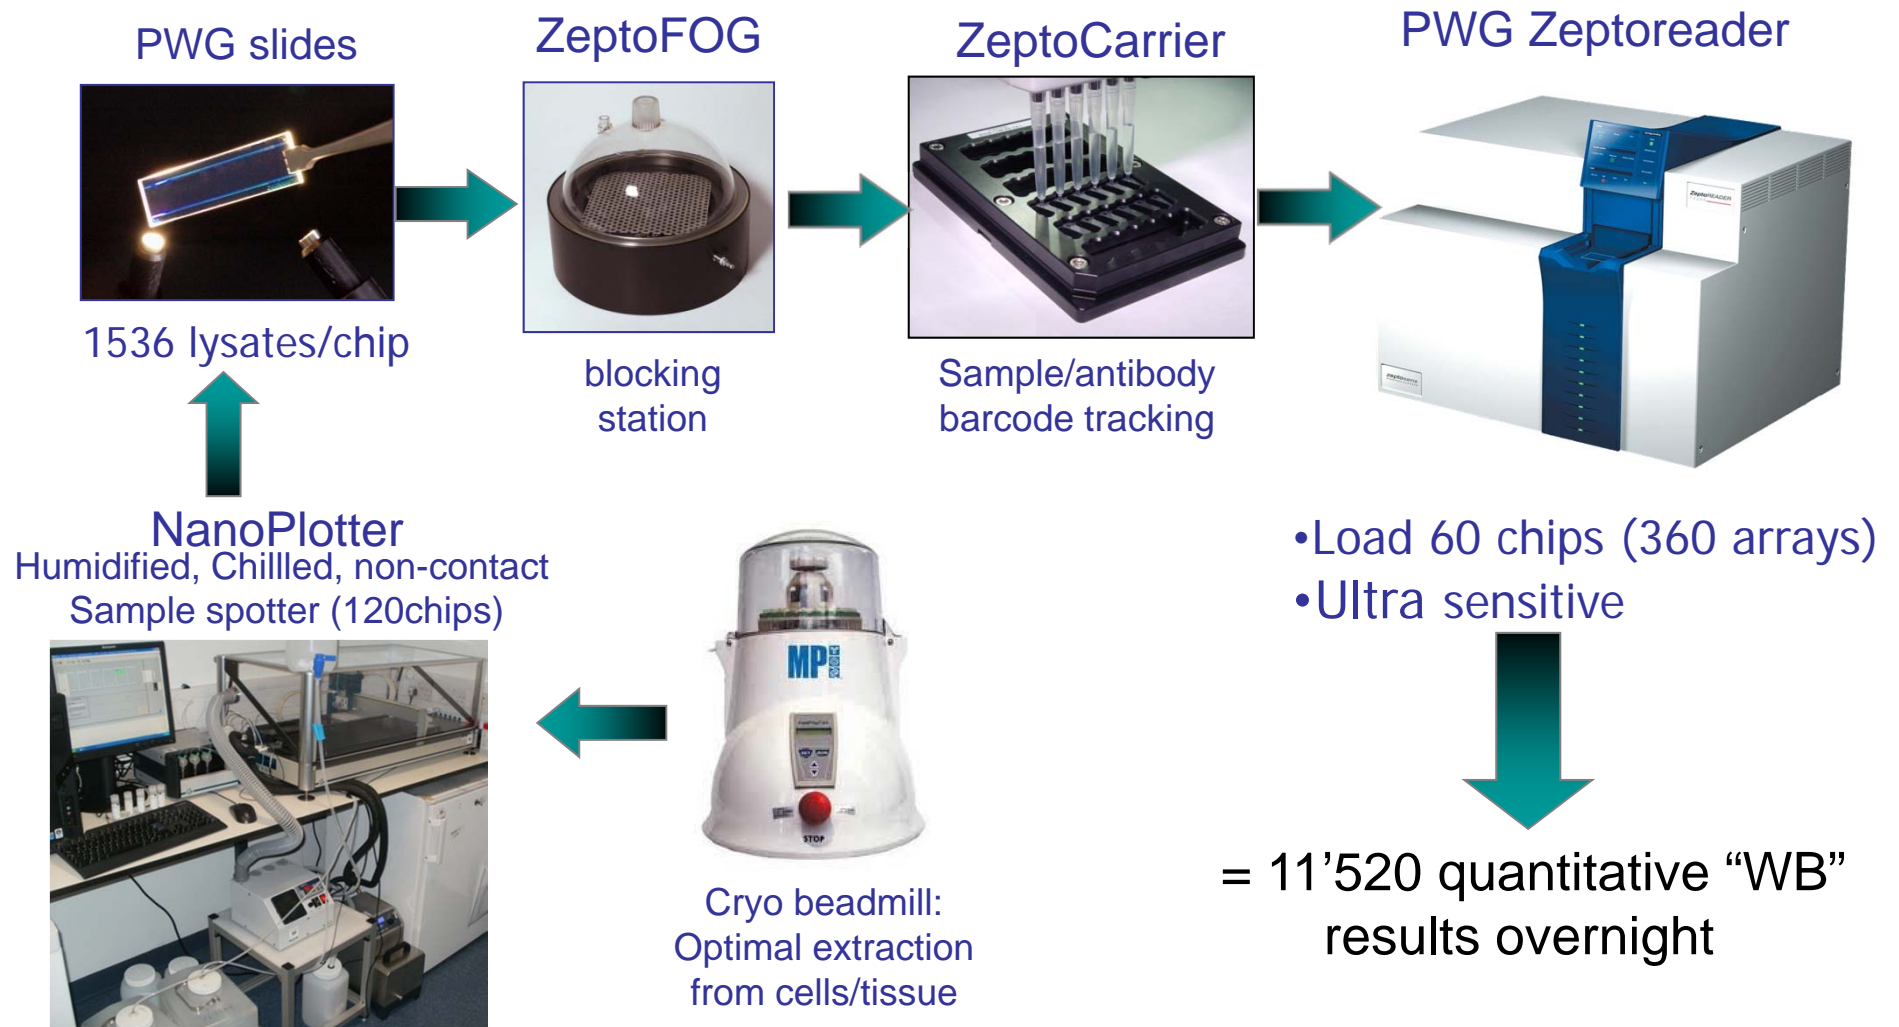 PWG slides
ZeptoFOG
ZeptoCarrier
PWG Zeptoreader
ZeptoREADER
zeptosens
1536 lysates/chip
blocking
station
Sample/antibody
barcode tracking
NanoPlotter
Humidified, Chillled, non-contact
Sample spotter (120chips)
MP
STOP
Cryo beadmill:
Optimal extraction
from cells/tissue
•Load 60 chips (360 arrays)
•Ultra sensitive
= 11’520 quantitative “WB”
results overnight